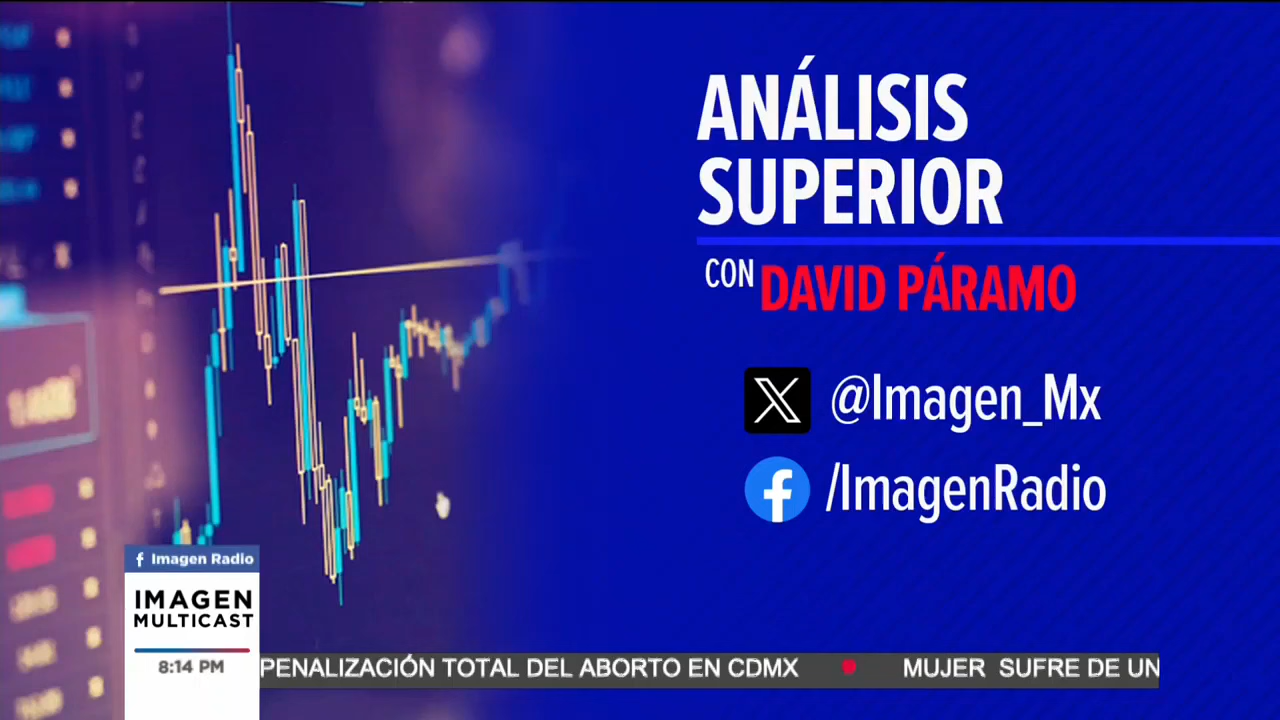 ANÁLISIS
SUPERIOR
CON DAVID PÁRAMO
@Imagen_Mx
/ImagenRadio
Imagen Radio
IMAGEN
MULTICAST
8:14 PM
PENALIZACIÓN TOTAL DEL ABORTO EN CDMX MUJER SUFRE DE UN